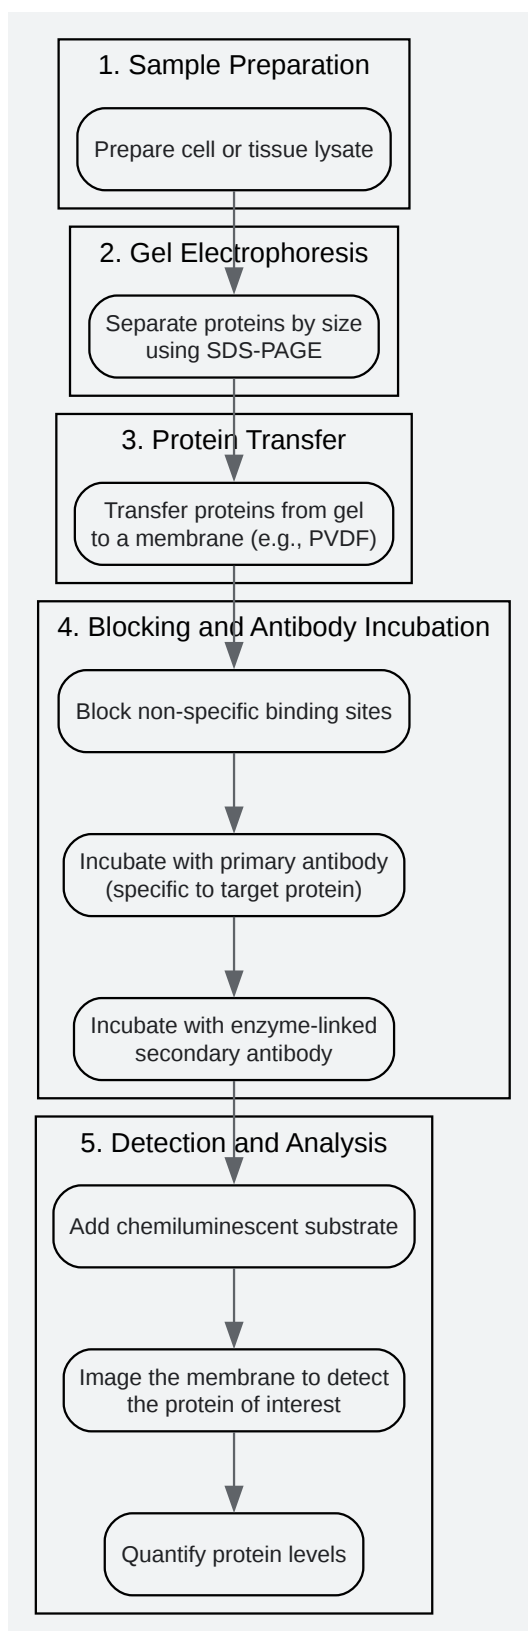 1. Sample Preparation
Prepare cell or tissue lysate
2. Gel Electrophoresis
Separate proteins by size
using SDS-PAGE
3. Protein Transfer
Transfer proteins from gel
to a membrane (e.g., PVDF)
4. Blocking and Antibody Incubation
Block non-specific binding sites
Incubate with primary antibody
(specific to target protein)
Incubate with enzyme-linked
secondary antibody
5. Detection and Analysis
Add chemiluminescent substrate
Image the membrane to detect
the protein of interest
Quantify protein levels